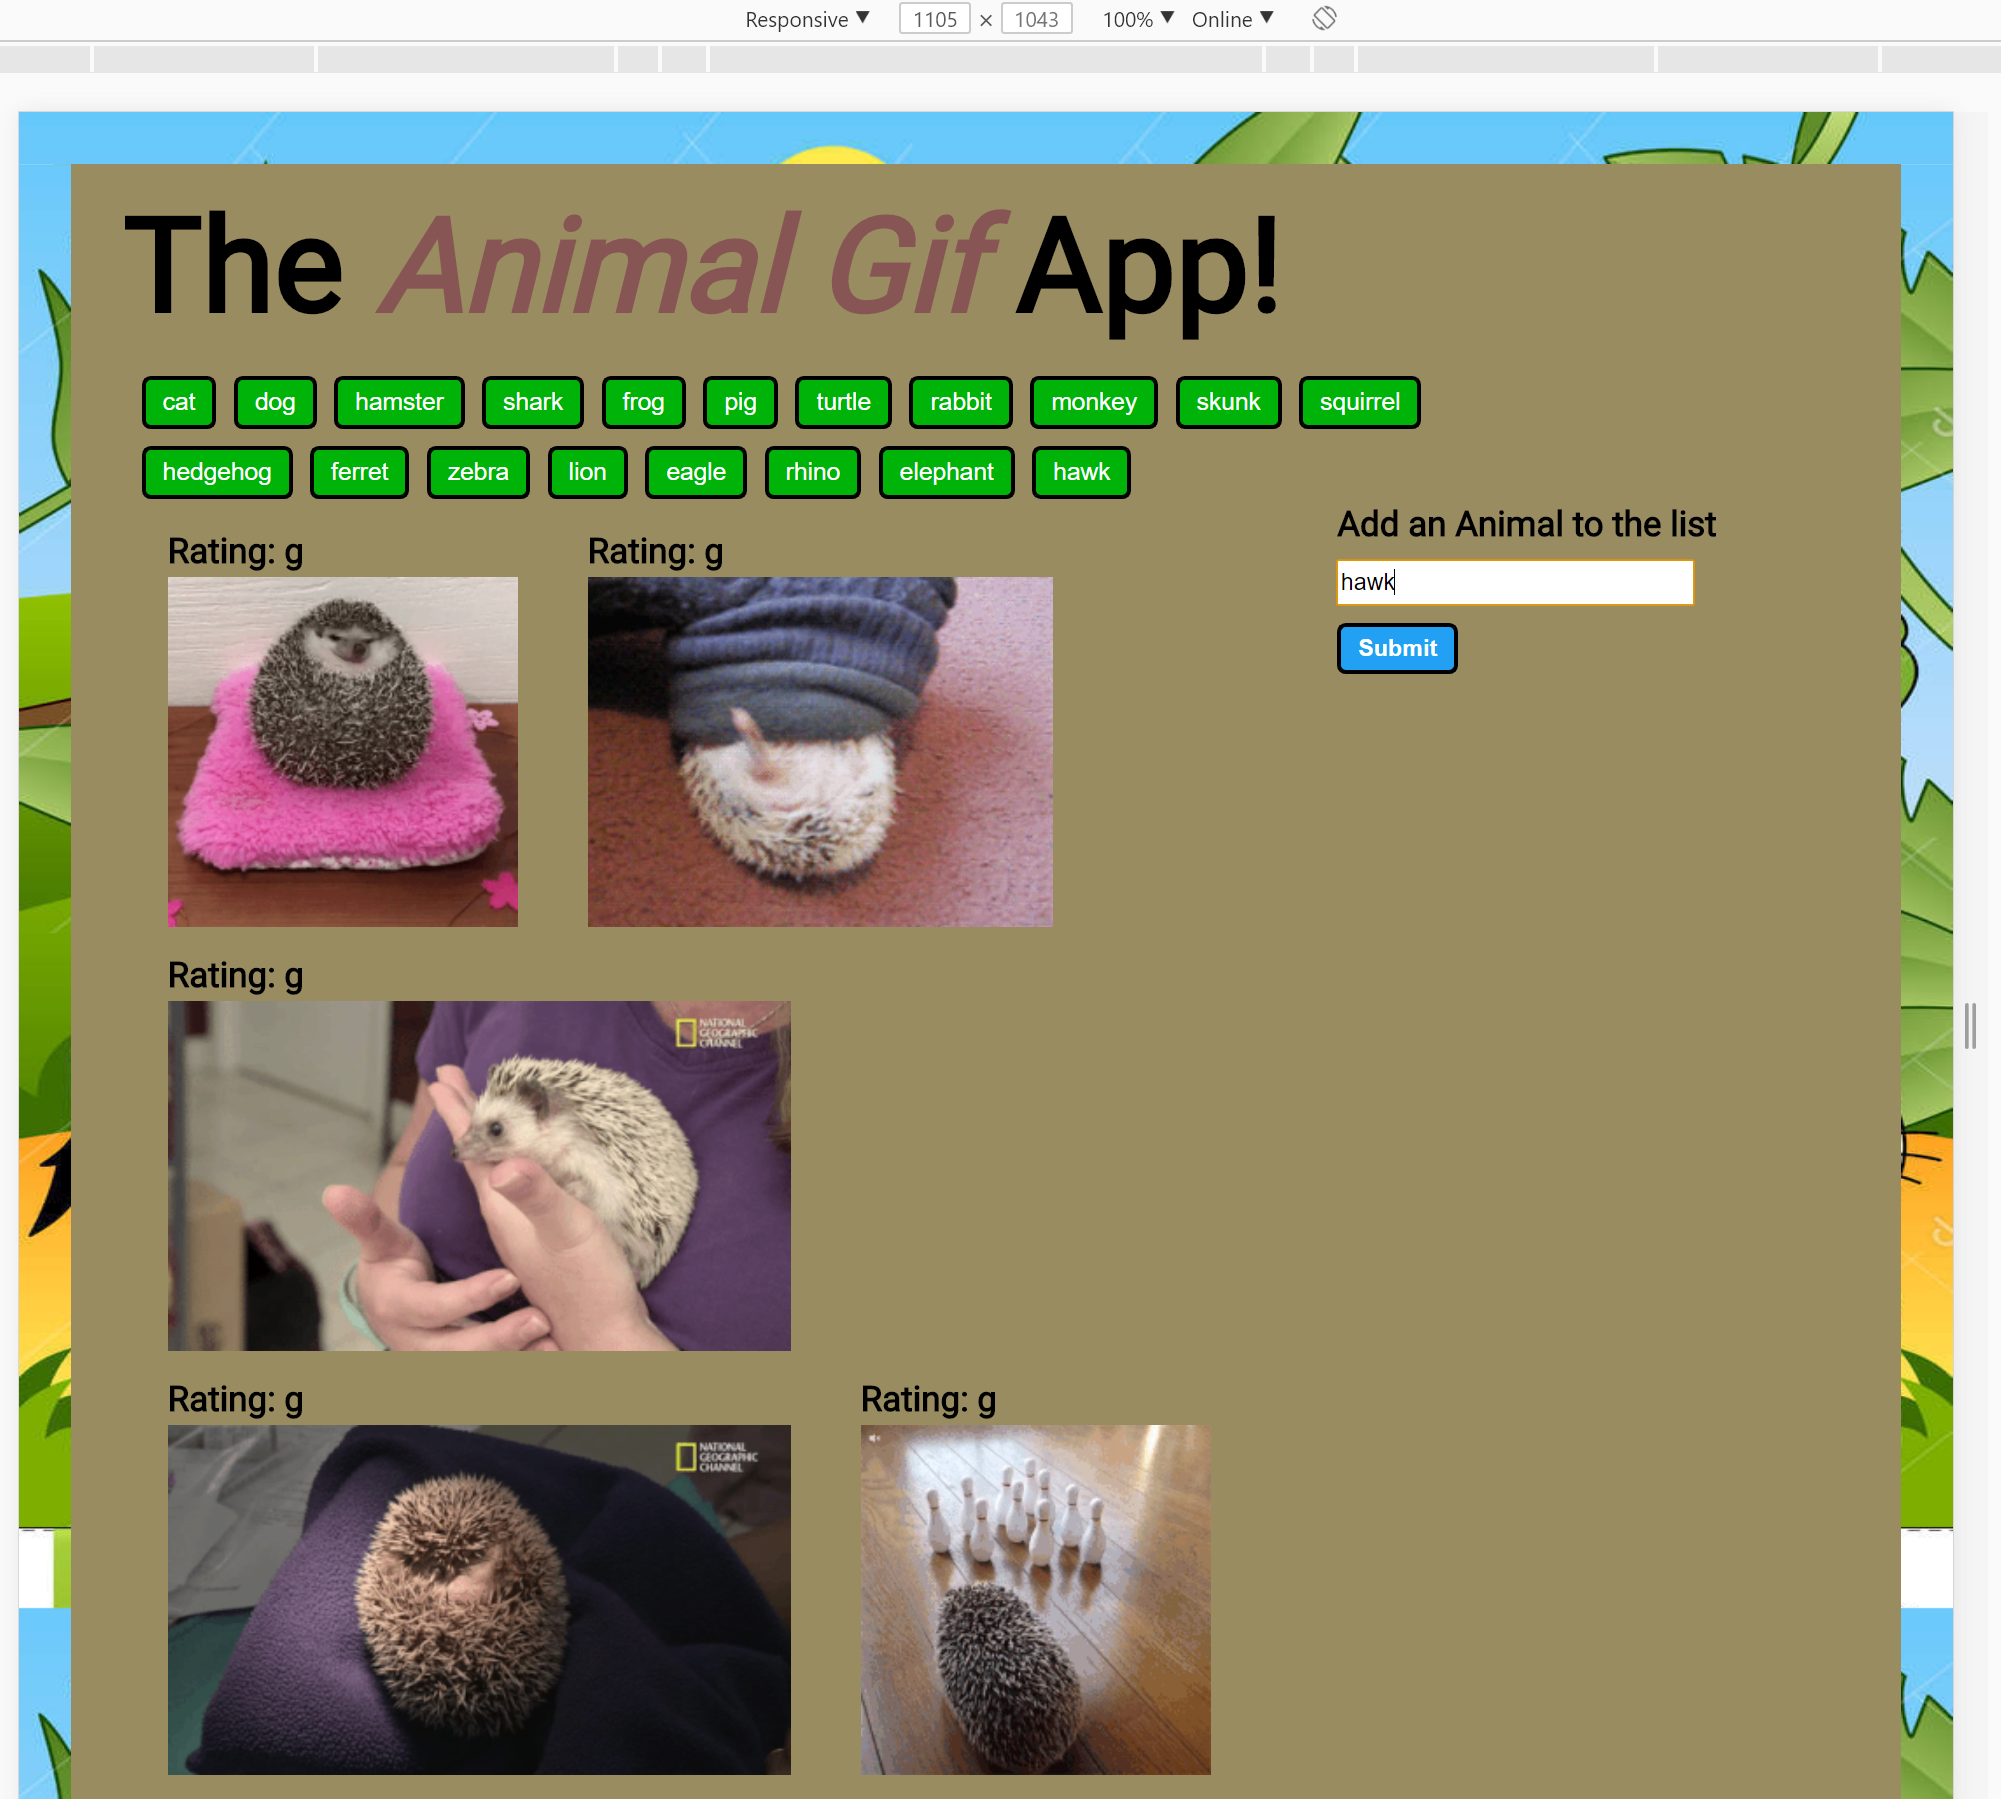 Responsive ▼ 1105 × 1043 100% ▼ Online ▼
The Animal Gif App!
cat dog hamster shark frog pig turtle rabbit monkey skunk squirrel
hedgehog ferret zebra lion eagle rhino elephant hawk
Add an Animal to the list
hawk
Submit
Rating: g Rating: g
Rating: g
NATIONAL
GEOGRAPHIC
CHANNEL
Rating: g Rating: g
NATIONAL
GEOGRAPHIC
CHANNEL